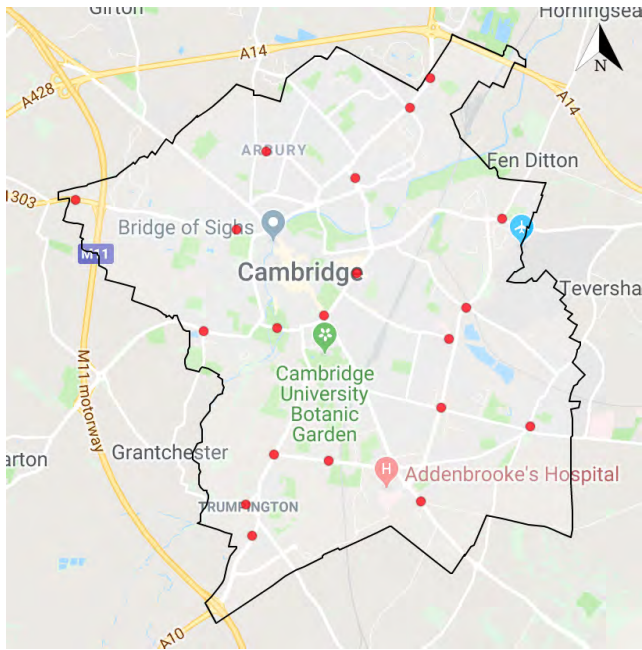 Girton
Horningsea
A14
N
A428
A14
ARBURY
Fen Ditton
1303
Bridge of Sighs
M11
Cambridge
Teversha
M11 motorway
Cambridge
University
Botanic
Garden
Grantchester
arton
H
Addenbrooke's Hospital
TRUMPINGTON
A10